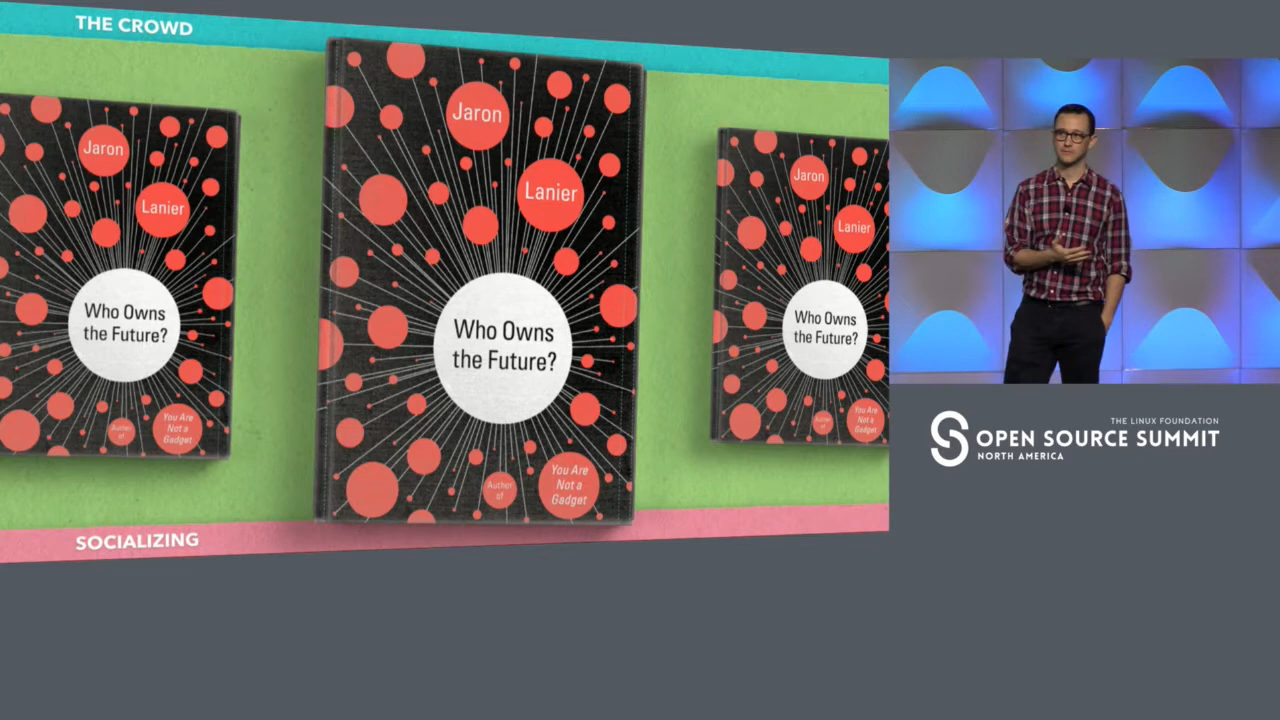 THE CROWD
Jaron
Lanier
Who Owns
the Future?
Author
of
You Are
Not a
Gadget
Jaron
Lanier
Who Owns
the Future?
Author
of
You Are
Not a
Gadget
Jaron
Lanier
Who Owns
the Future?
Author
of
You Are
Not a
Gadget
SOCIALIZING
THE LINUX FOUNDATION
OPEN SOURCE SUMMIT
NORTH AMERICA